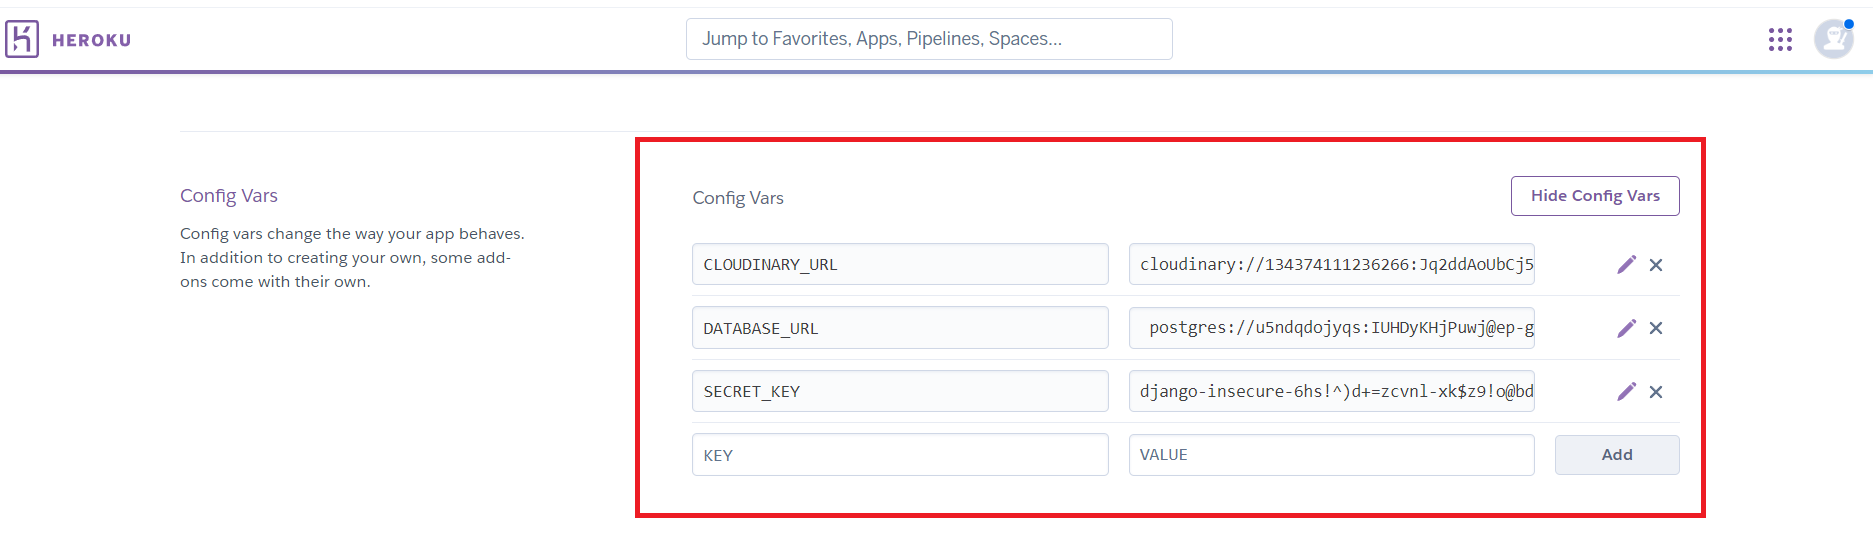 HEROKU
Jump to Favorites, Apps, Pipelines, Spaces...
Config Vars
Config vars change the way your app behaves.
In addition to creating your own, some add-
ons come with their own.
Config Vars
Hide Config Vars
CLOUDINARY_URL
cloudinary://134374111236266:Jq2ddAoUbCj5
DATABASE_URL
postgres://u5ndqdojyqs:IUHDyKHjPuwj@ep-g
SECRET_KEY
django-insecure-6hs!^)d+=zcvnl-xk$z9!o@bd
KEY
VALUE
Add